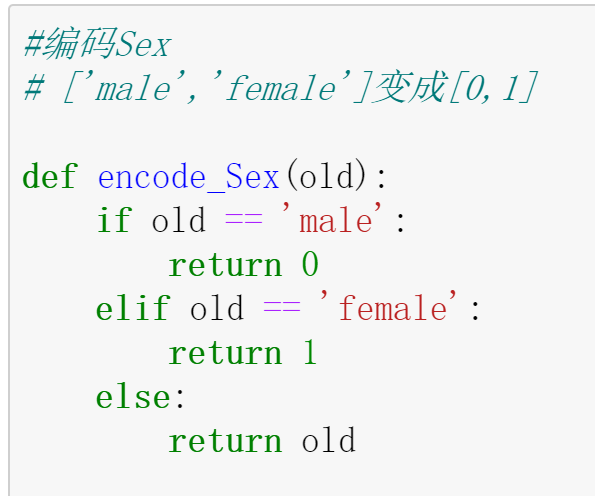 #编码Sex
# ['male','female']变成[0,1]
def encode_Sex(old):
    if old == 'male':
        return 0
    elif old == 'female':
        return 1
    else:
        return old